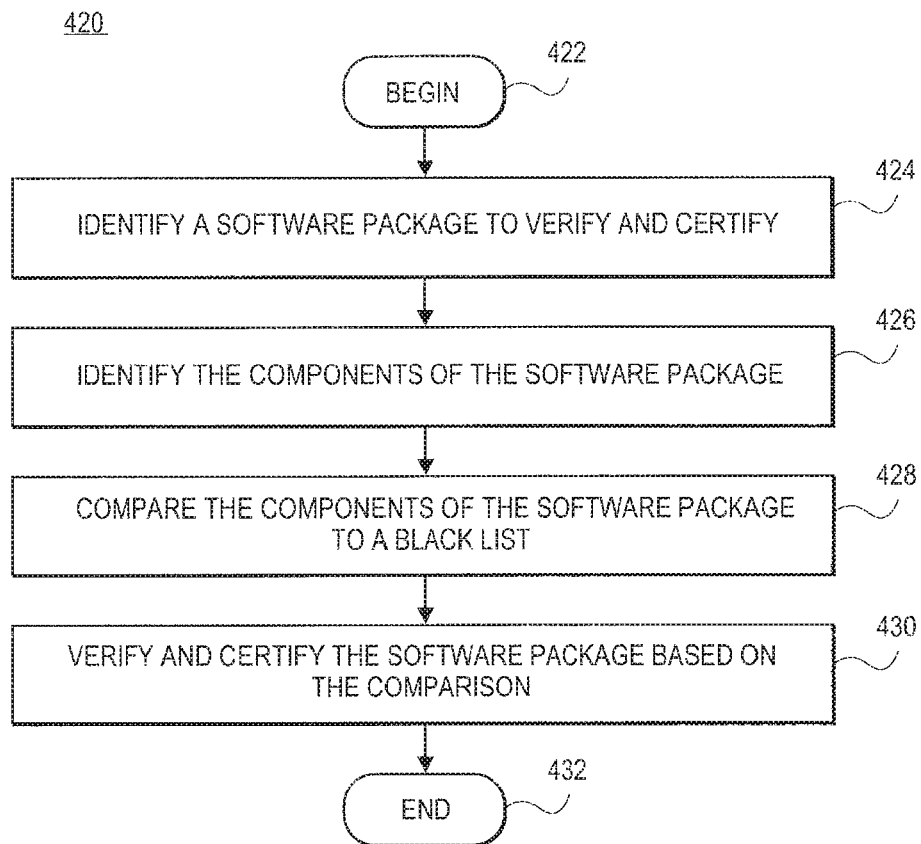 420
422
BEGIN
424
IDENTIFY A SOFTWARE PACKAGE TO VERIFY AND CERTIFY
426
IDENTIFY THE COMPONENTS OF THE SOFTWARE PACKAGE
428
COMPARE THE COMPONENTS OF THE SOFTWARE PACKAGE
TO A BLACK LIST
430
VERIFY AND CERTIFY THE SOFTWARE PACKAGE BASED ON
THE COMPARISON
432
END